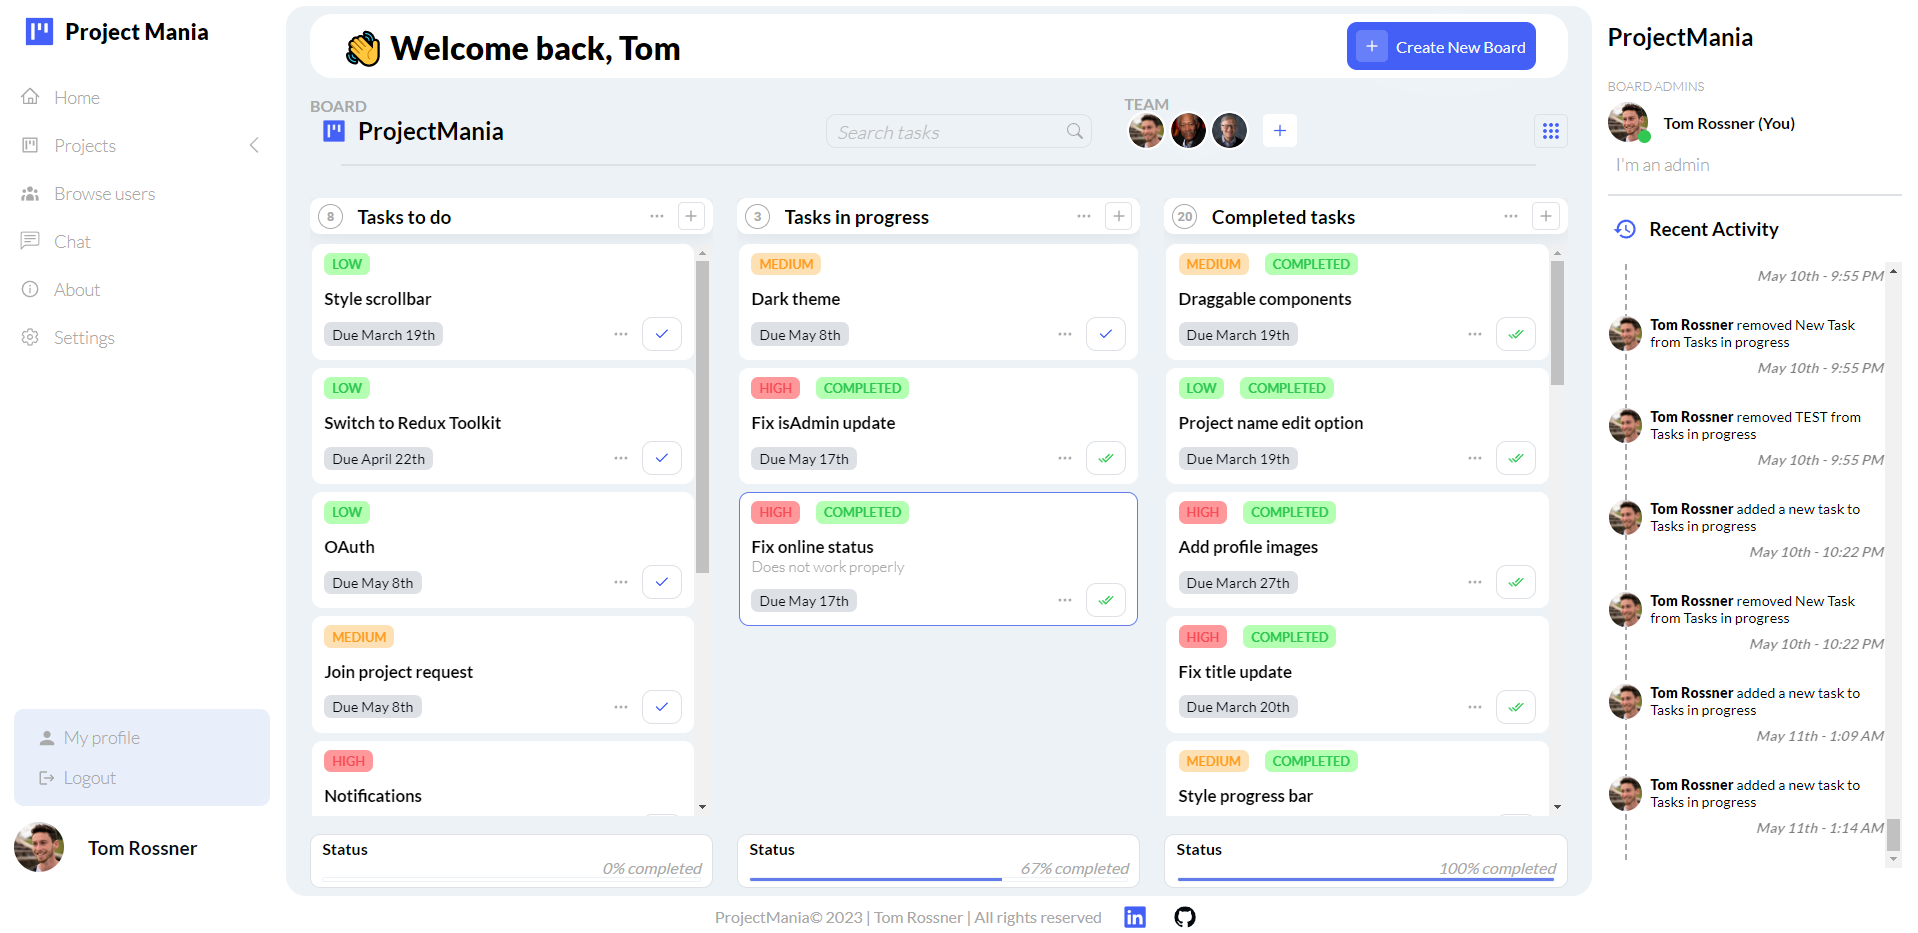 Project Mania
Home
Projects
Browse users
Chat
About
Settings
My profile
Logout
Tom Rossner
Welcome back, Tom
+ Create New Board
BOARD
ProjectMania
Search tasks
TEAM
+
8 Tasks to do ... +
LOW
Style scrollbar
Due March 19th ...
LOW
Switch to Redux Toolkit
Due April 22th ...
LOW
OAuth
Due May 8th ...
MEDIUM
Join project request
Due May 8th ...
HIGH
Notifications
Status
0% completed
3 Tasks in progress ... +
MEDIUM
Dark theme
Due May 8th ...
HIGH COMPLETED
Fix isAdmin update
Due May 17th ...
HIGH COMPLETED
Fix online status
Does not work properly
Due May 17th ...
Status
67% completed
20 Completed tasks ... +
MEDIUM COMPLETED
Draggable components
Due March 19th ...
LOW COMPLETED
Project name edit option
Due March 19th ...
HIGH COMPLETED
Add profile images
Due March 27th ...
HIGH COMPLETED
Fix title update
Due March 20th ...
MEDIUM COMPLETED
Style progress bar
Status
100% completed
ProjectMania
BOARD ADMINS
Tom Rossner (You)
I'm an admin
Recent Activity
May 10th - 9:55 PM
Tom Rossner removed New Task
from Tasks in progress
May 10th - 9:55 PM
Tom Rossner removed TEST from
Tasks in progress
May 10th - 9:55 PM
Tom Rossner added a new task to
Tasks in progress
May 10th - 10:22 PM
Tom Rossner removed New Task
from Tasks in progress
May 10th - 10:22 PM
Tom Rossner added a new task to
Tasks in progress
May 11th - 1:09 AM
Tom Rossner added a new task to
Tasks in progress
May 11th - 1:14 AM
ProjectMania© 2023 | Tom Rossner | All rights reserved
in